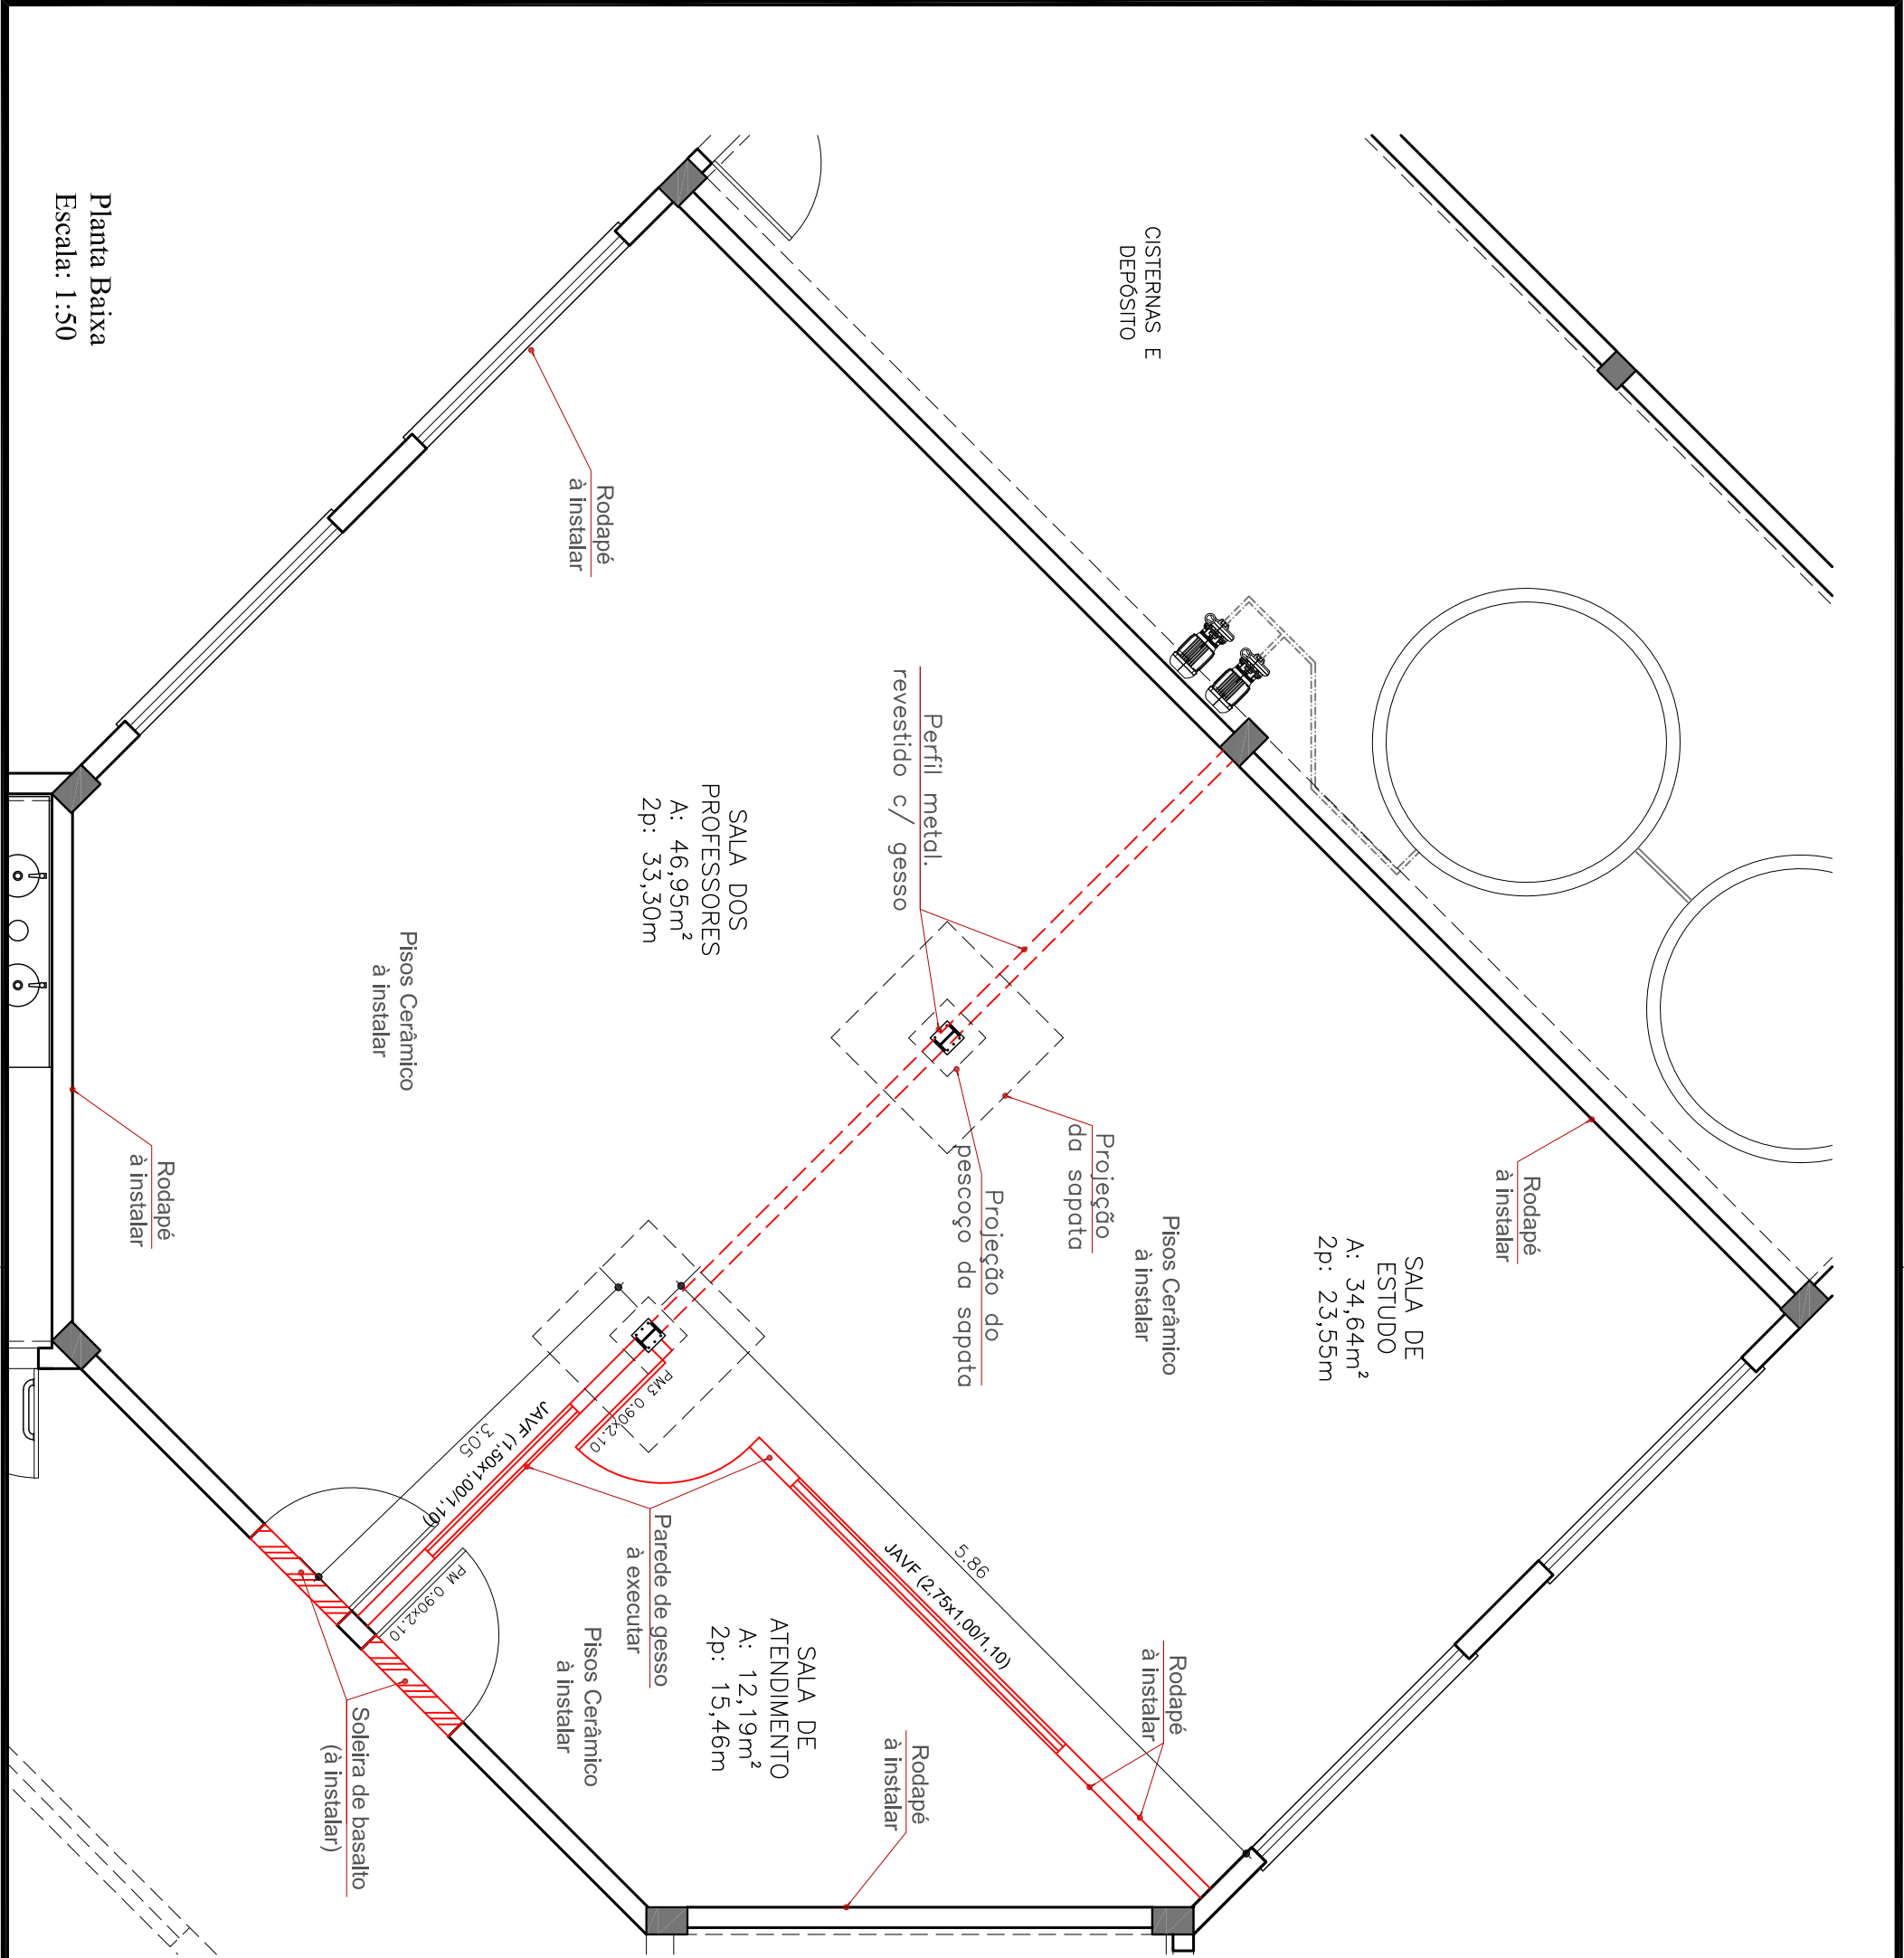 CISTERNAS E
DEPÓSITO
Planta Baixa
Escala: 1:50
Rodapé
à instalar
Perfil metal.
revestido c/ gesso
SALA DOS
PROFESSORES
A: 46,95m²
2p: 33,30m
Pisos Cerâmico
à instalar
Rodapé
à instalar
Projeção
da sapata
Projeção do
pescoço da sapata
Rodapé
à instalar
Pisos Cerâmico
à instalar
SALA DE
ESTUDO
A: 34,64m²
2p: 23,55m
PM3 0.90x2.10
JAVF (1,50x1,00/1,10)
3.05
5.86
JAVF (2,75x1,00/1,10)
PM 0.90x2.10
Parede de gesso
à executar
Rodapé
à instalar
SALA DE
ATENDIMENTO
A: 12,19m²
2p: 15,46m
Pisos Cerâmico
à instalar
Rodapé
à instalar
Soleira de basalto
(à instalar)